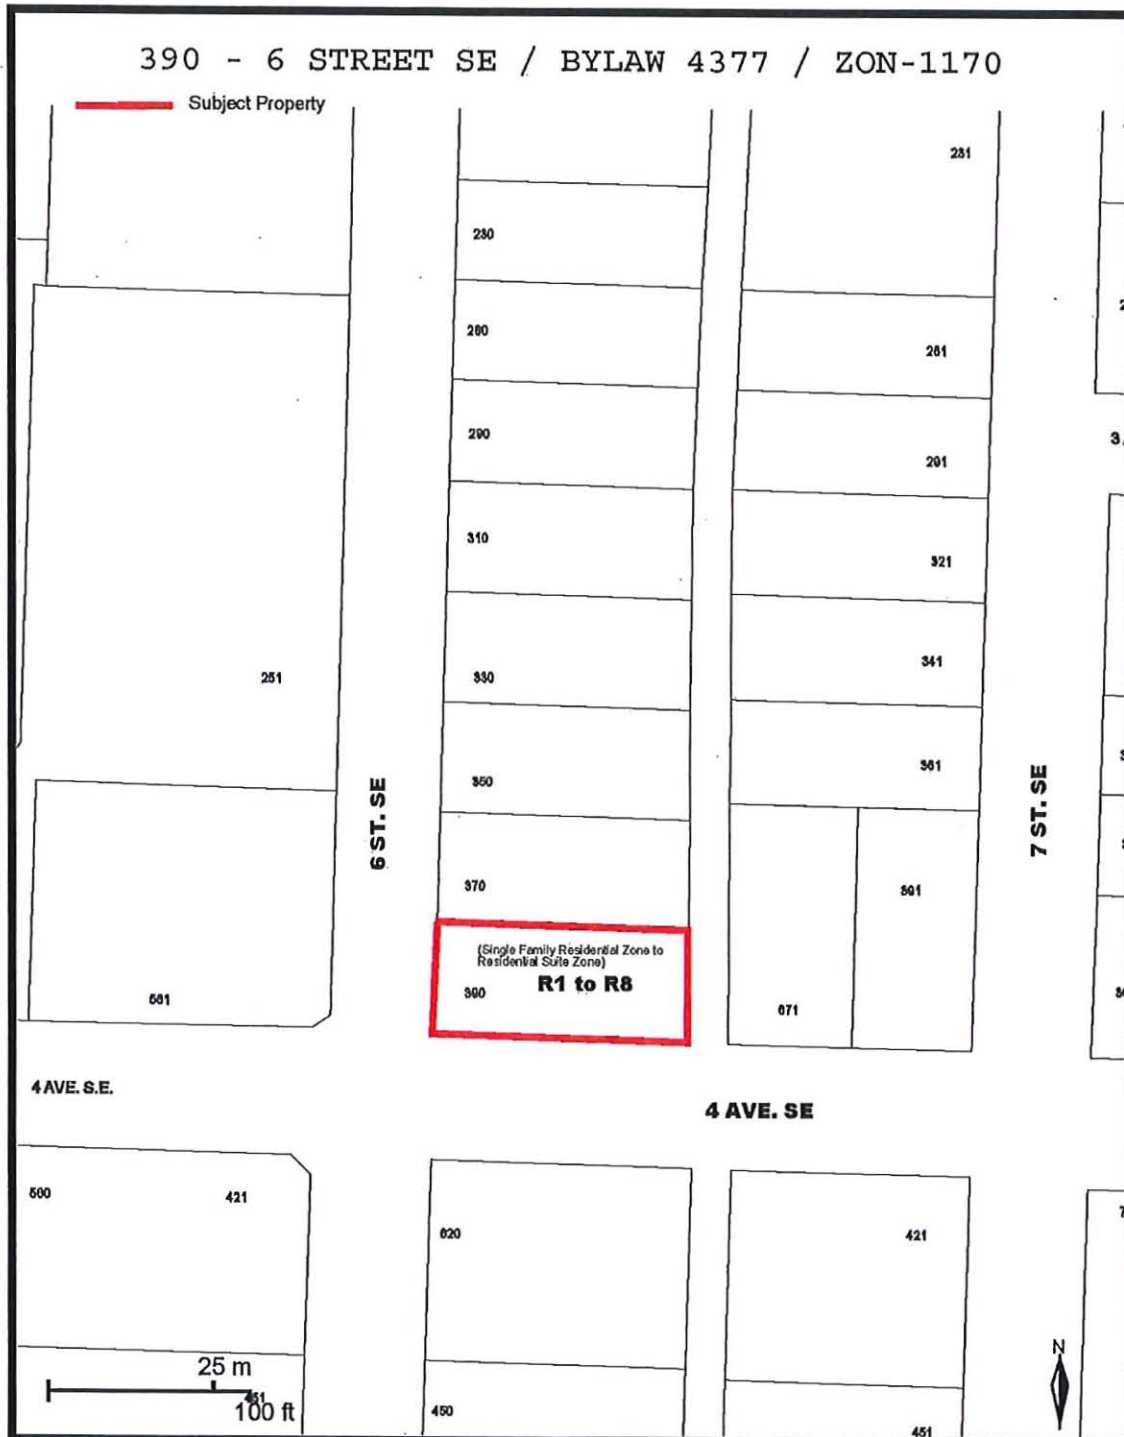 390 - 6 STREET SE / BYLAW 4377 / ZON-1170
Subject Property
281
230
260
261
290
291
310
321
251
330
341
350
361
6 ST. SE
7 ST. SE
370
391
(Single Family Residential Zone to
Residential Suite Zone)
R1 to R8
390
561
671
4 AVE. S.E.
4 AVE. SE
421
620
421
25 m
100 ft
450
451
N